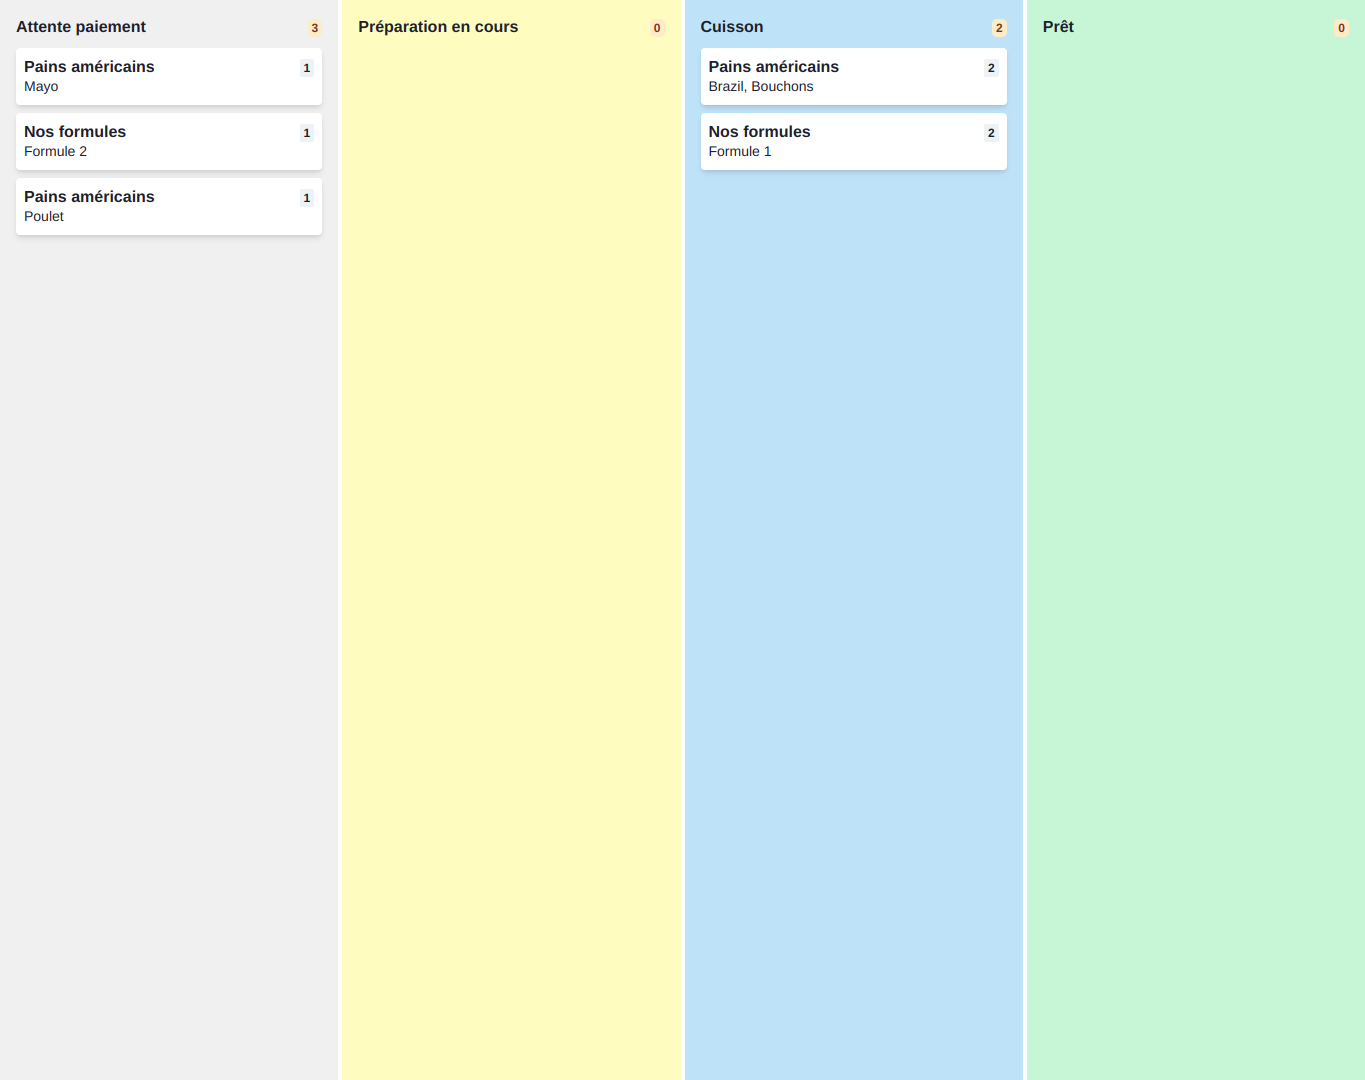 Attente paiement 3
Pains américains 1
Mayo
Nos formules 1
Formule 2
Pains américains 1
Poulet
Préparation en cours 0
Cuisson 2
Pains américains 2
Brazil, Bouchons
Nos formules 2
Formule 1
Prêt 0